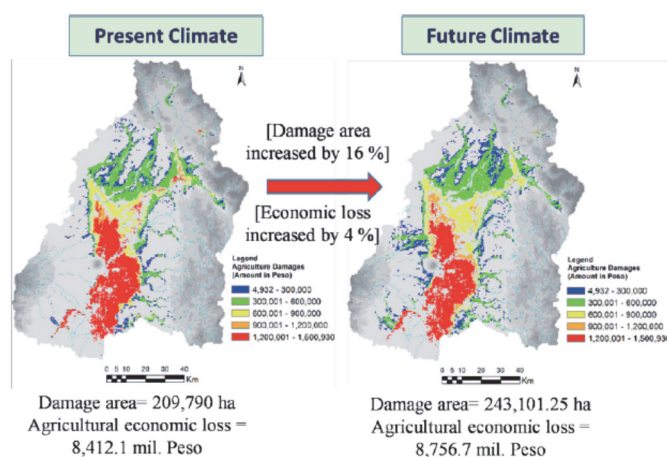 Present Climate
Future Climate
N
N
[Damage area
increased by 16 %]
[Economic loss
increased by 4 %]
Legend
Agriculture Damages
(Amount in Peso)
4,932 - 300,000
300,001 - 600,000
600,001 - 900,000
900,001 - 1,200,000
1,200,001 - 1,500,930
0 5 10 20 30 40
Km
Legend
Agriculture Damages
(Amount in Peso)
4,932 - 300,000
300,001 - 600,000
600,001 - 900,000
900,001 - 1,200,000
1,200,001 - 1,500,930
0 5 10 20 30 40
Km
Damage area= 209,790 ha
Agricultural economic loss =
8,412.1 mil. Peso
Damage area= 243,101.25 ha
Agricultural economic loss =
8,756.7 mil. Peso